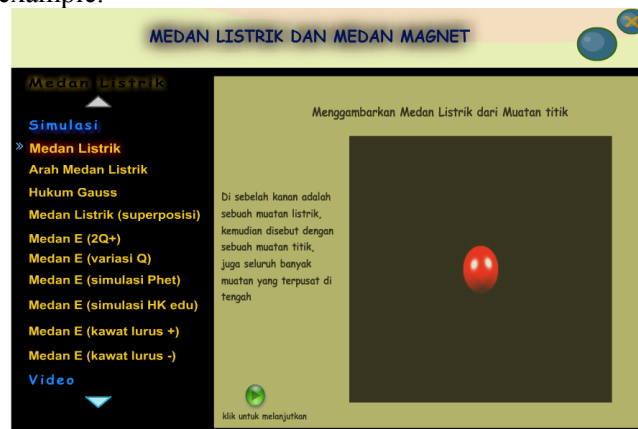 example.
MEDAN LISTRIK DAN MEDAN MAGNET
Medan Listrik
Simulasi
» Medan Listrik
Arah Medan Listrik
Hukum Gauss
Medan Listrik (superposisi)
Medan E (2Q+)
Medan E (variasi Q)
Medan E (simulasi Phet)
Medan E (simulasi HK edu)
Medan E (kawat lurus +)
Medan E (kawat lurus -)
Video
Menggambarkan Medan Listrik dari Muatan titik
Di sebelah kanan adalah
sebuah muatan listrik,
kemudian disebut dengan
sebuah muatan titik,
juga seluruh banyak
muatan yang terpusat di
tengah
klik untuk melanjutkan